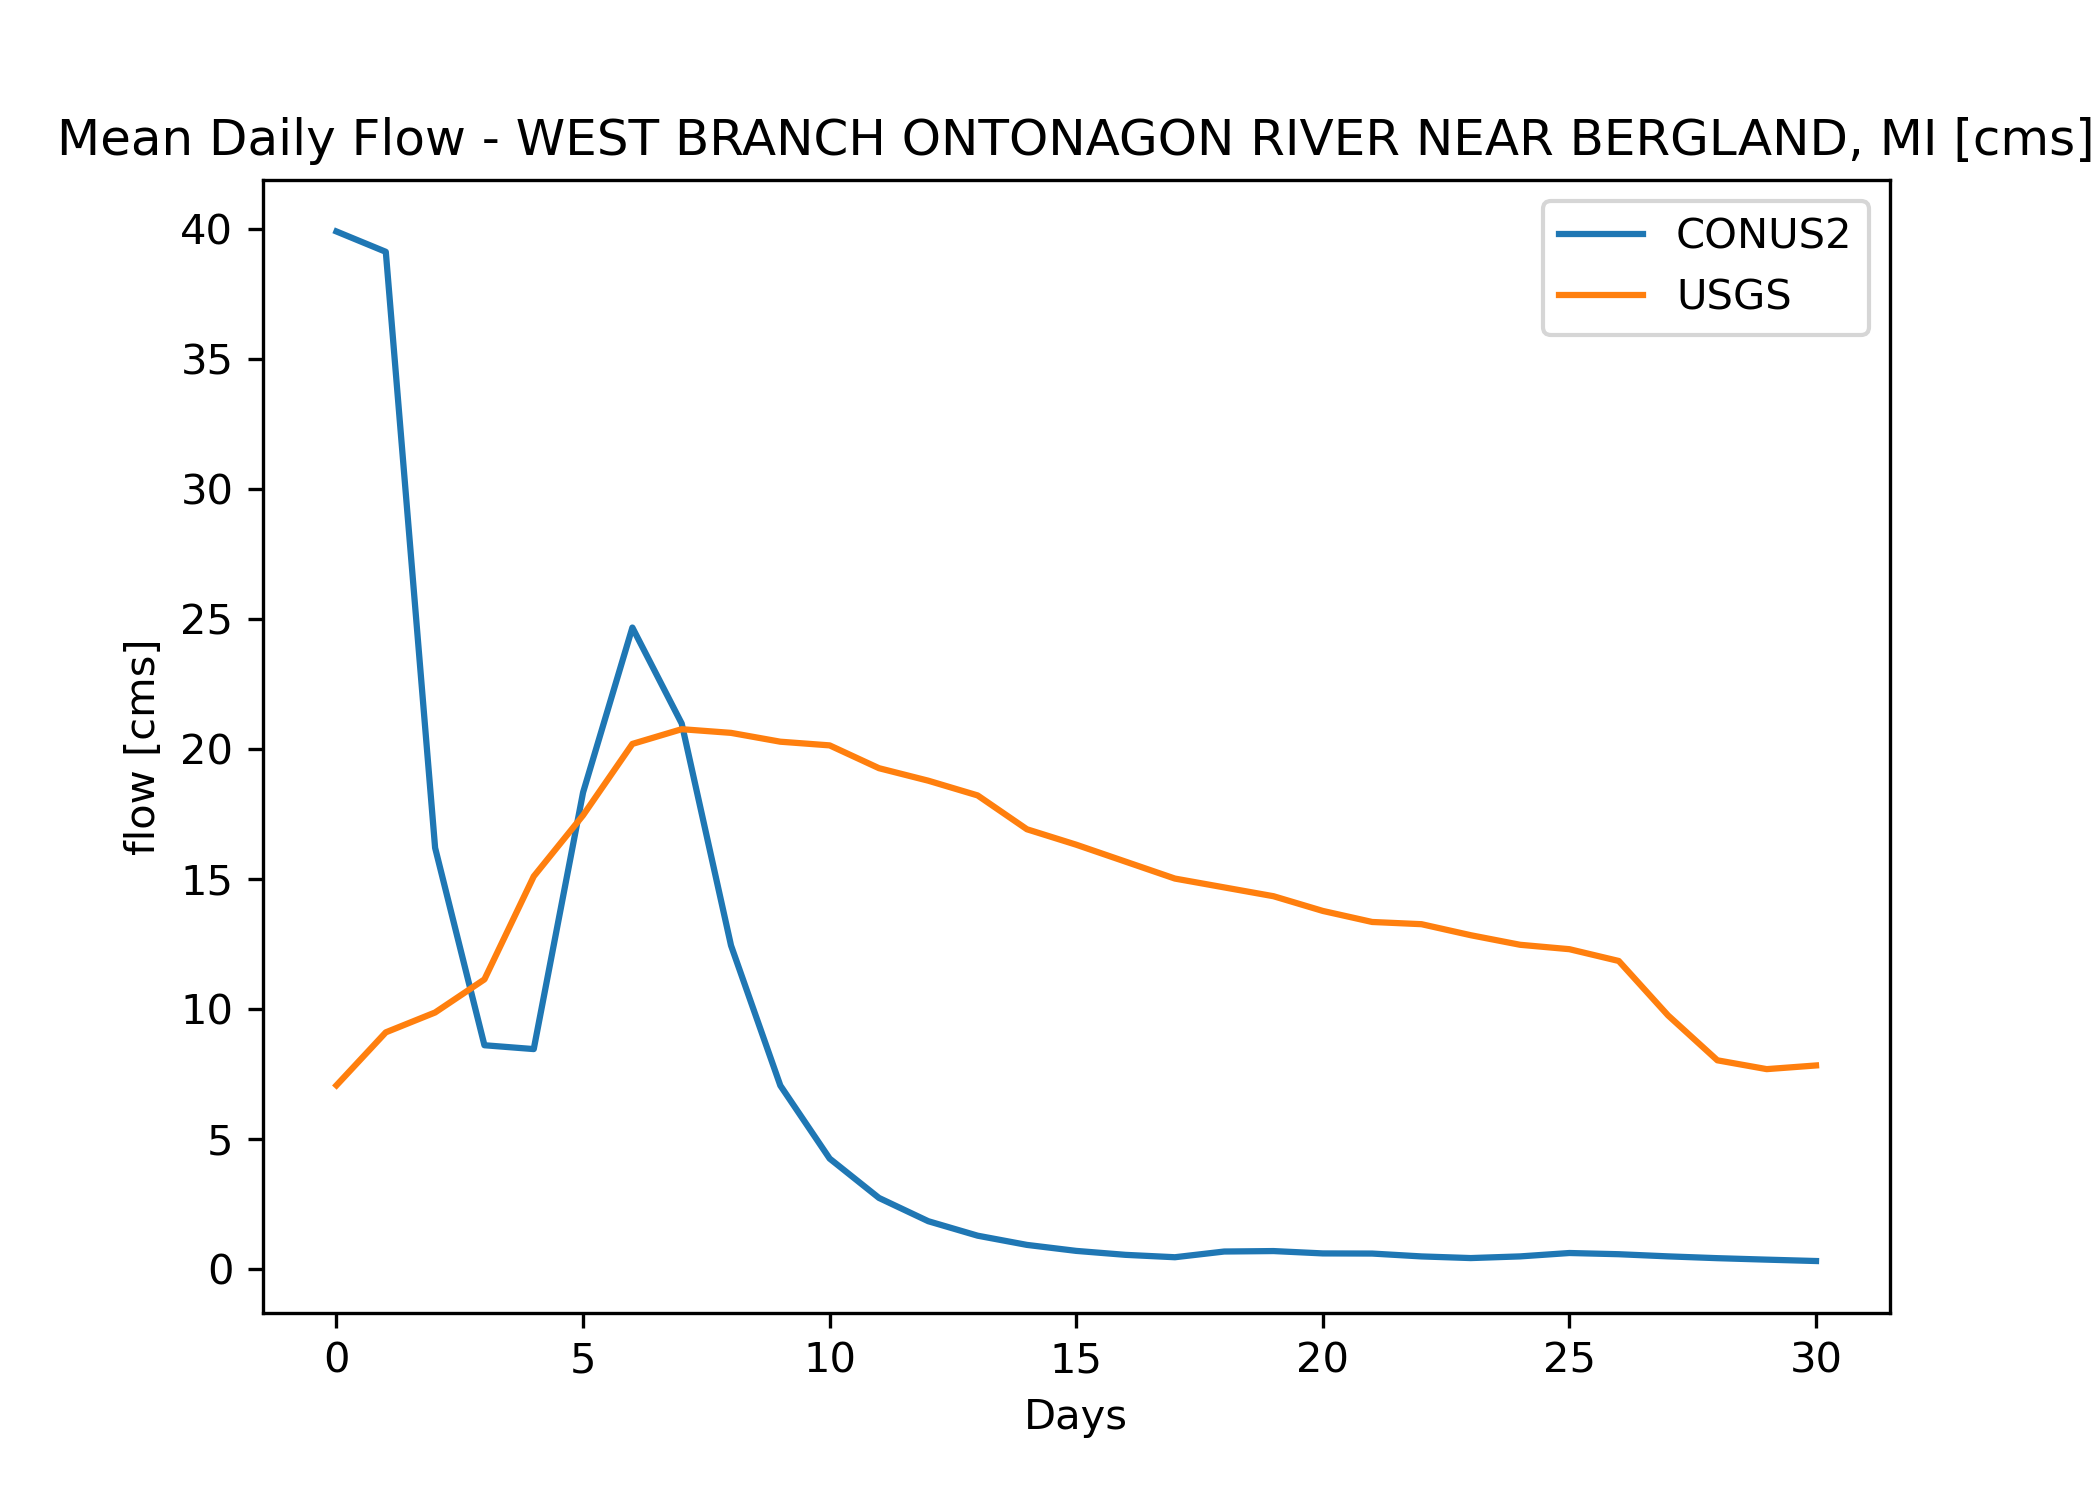 Mean Daily Flow - WEST BRANCH ONTONAGON RIVER NEAR BERGLAND, MI [cms]
CONUS2
USGS
40
35
30
25
20
15
10
5
0
flow [cms]
0 5 10 15 20 25 30
Days